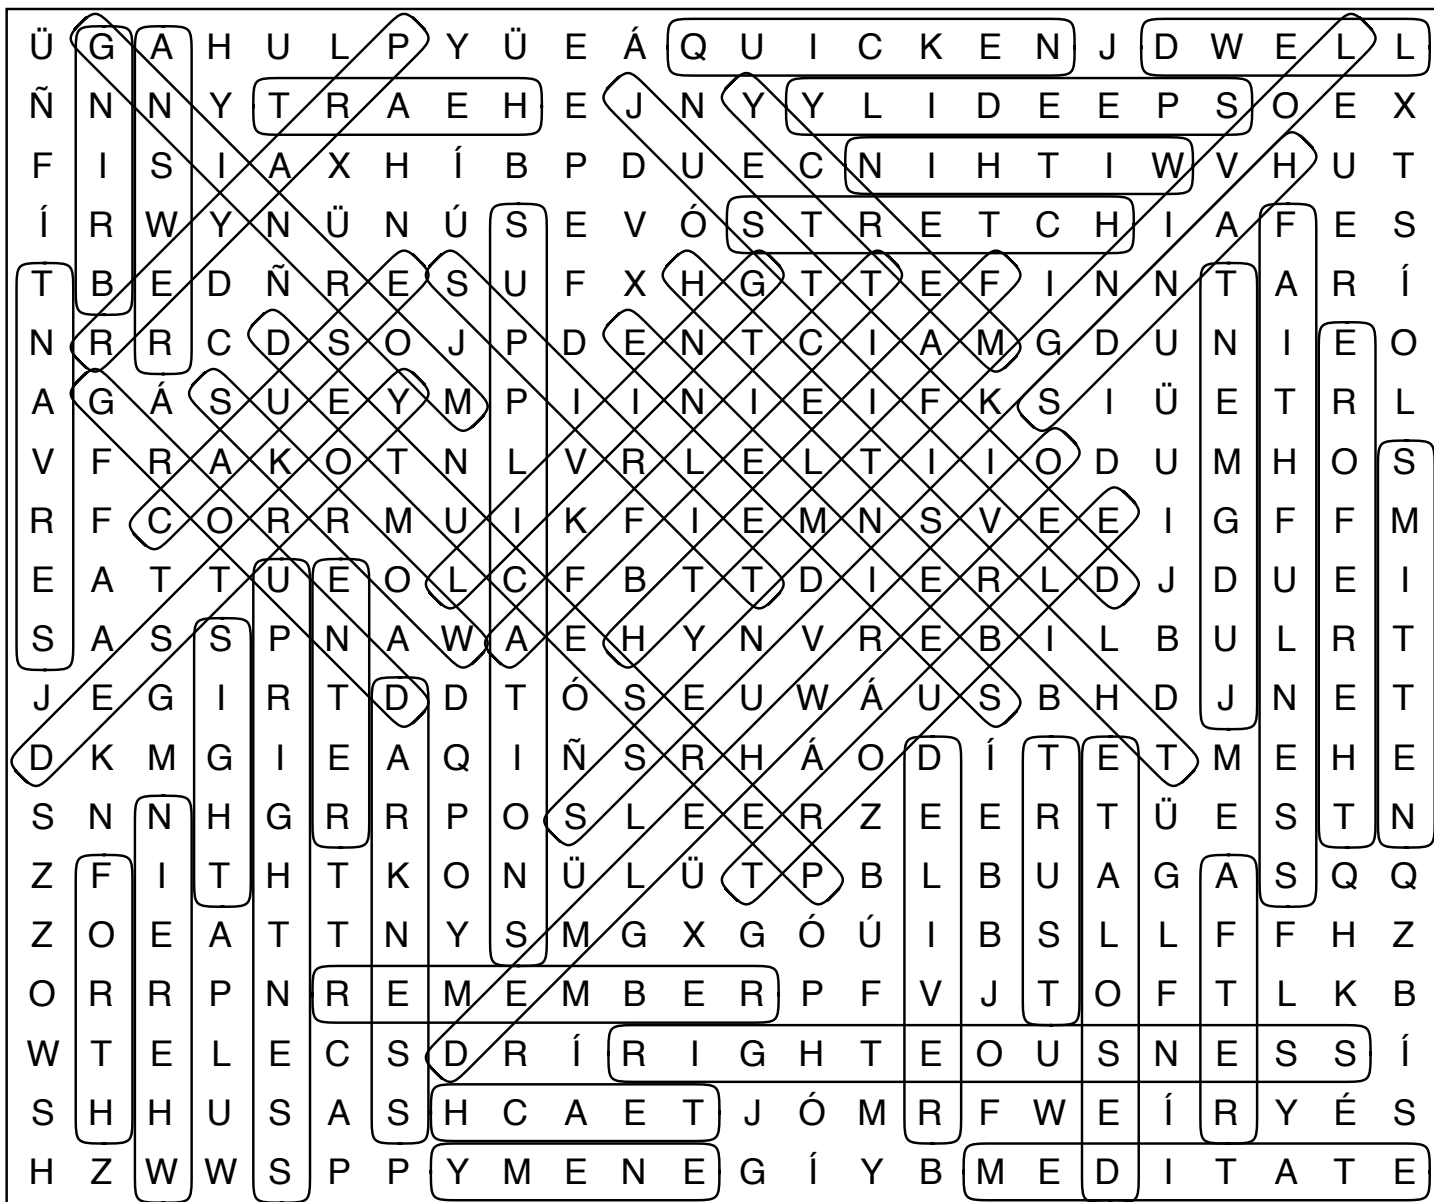 Ü G A H U L P Y Ü E Á Q U I C K E N J D W E L L
Ñ N N Y T R A E H E J N Y Y L I D E E P S O E X
F I S I A X H Í B P D U E C N I H T I W V H U T
Í R W Y N Ü N Ú S E V Ó S T R E T C H I A F E S
T B E D Ñ R E S U F X H G T T E F I N N T A R Í
N R R C D S O J P D E N T C I A M G D U N I E O
A G Á S U E Y M P I I N I E I F K S I Ü E T R L
V F R A K O T N L V R L E L T I I O D U M H O S
R F C O R R M U I K F I E M N S V E E I G F F M
E A T T U E O L C F B T T D I E R L D J D U E I
S A S S P N A W A E H Y N V R E B I L B U L R T
J E G I R T D D T Ó S E U W Á U S B H D J N E T
D K M G I E A Q I Ñ S R H Á O D Í T E T M E H E
S N N H G R R P O S L E E R Z E E R T Ü E S T N
Z F I T H T K O N Ü L Ü T P B L B U A G A S Q Q
Z O E A T T N Y S M G X G Ó Ú I B S L L F F H Z
O R R P N R E M E M B E R P F V J T O F T L K B
W T E L E C S D R Í R I G H T E O U S N E S S Í
S H H U S A S H C A E T J Ó M R F W E Í R Y É S
H Z W W S P P Y M E N E G Í Y B M E D I T A T E